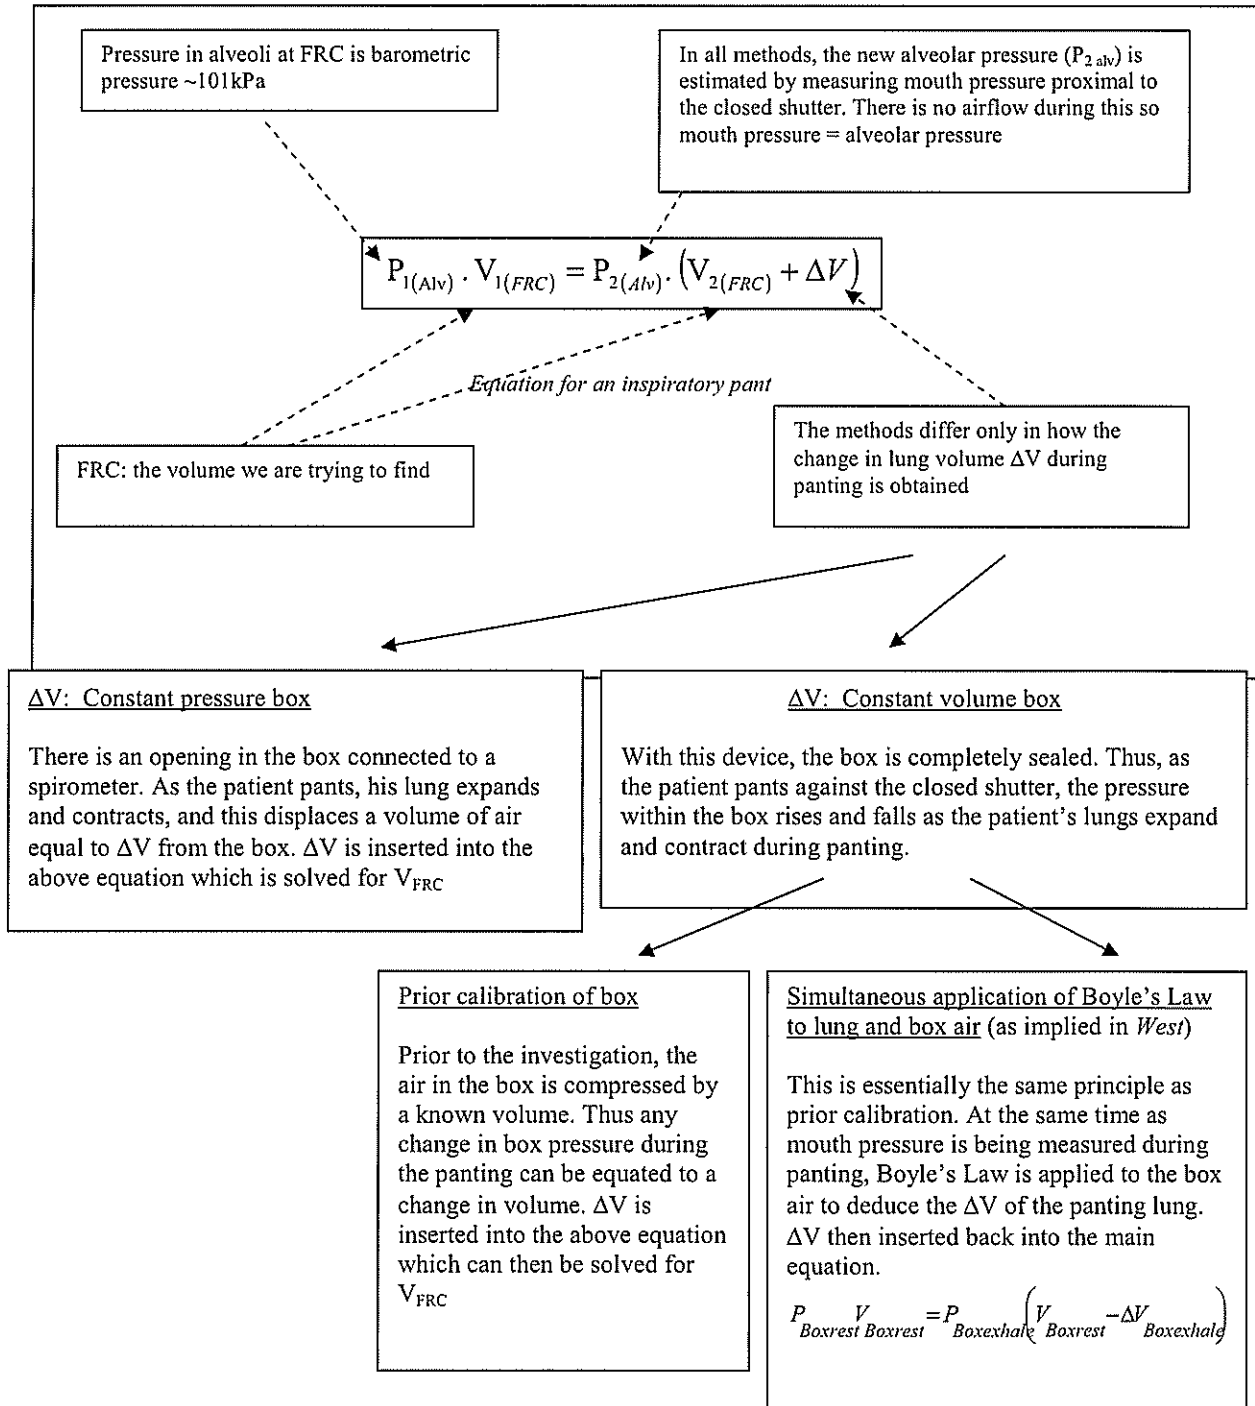 Pressure in alveoli at FRC is barometric
pressure ~101kPa
In all methods, the new alveolar pressure (P₂ alv) is
estimated by measuring mouth pressure proximal to
the closed shutter. There is no airflow during this so
mouth pressure = alveolar pressure
P₁(Alv) . V₁(FRC) = P₂(Alv). (V₂(FRC) + ΔV)
Equation for an inspiratory pant
FRC: the volume we are trying to find
The methods differ only in how the
change in lung volume ΔV during
panting is obtained
ΔV: Constant pressure box
There is an opening in the box connected to a
spirometer. As the patient pants, his lung expands
and contracts, and this displaces a volume of air
equal to ΔV from the box. ΔV is inserted into the
above equation which is solved for V_FRC
ΔV: Constant volume box
With this device, the box is completely sealed. Thus, as
the patient pants against the closed shutter, the pressure
within the box rises and falls as the patient's lungs expand
and contract during panting.
Prior calibration of box
Prior to the investigation, the
air in the box is compressed by
a known volume. Thus any
change in box pressure during
the panting can be equated to a
change in volume. ΔV is
inserted into the above equation
which can then be solved for
V_FRC
Simultaneous application of Boyle's Law
to lung and box air (as implied in West)
This is essentially the same principle as
prior calibration. At the same time as
mouth pressure is being measured during
panting, Boyle's Law is applied to the box
air to deduce the ΔV of the panting lung.
ΔV then inserted back into the main
equation.
P_Boxrest V_Boxrest = P_Boxexhale (V_Boxrest − ΔV_Boxexhale)